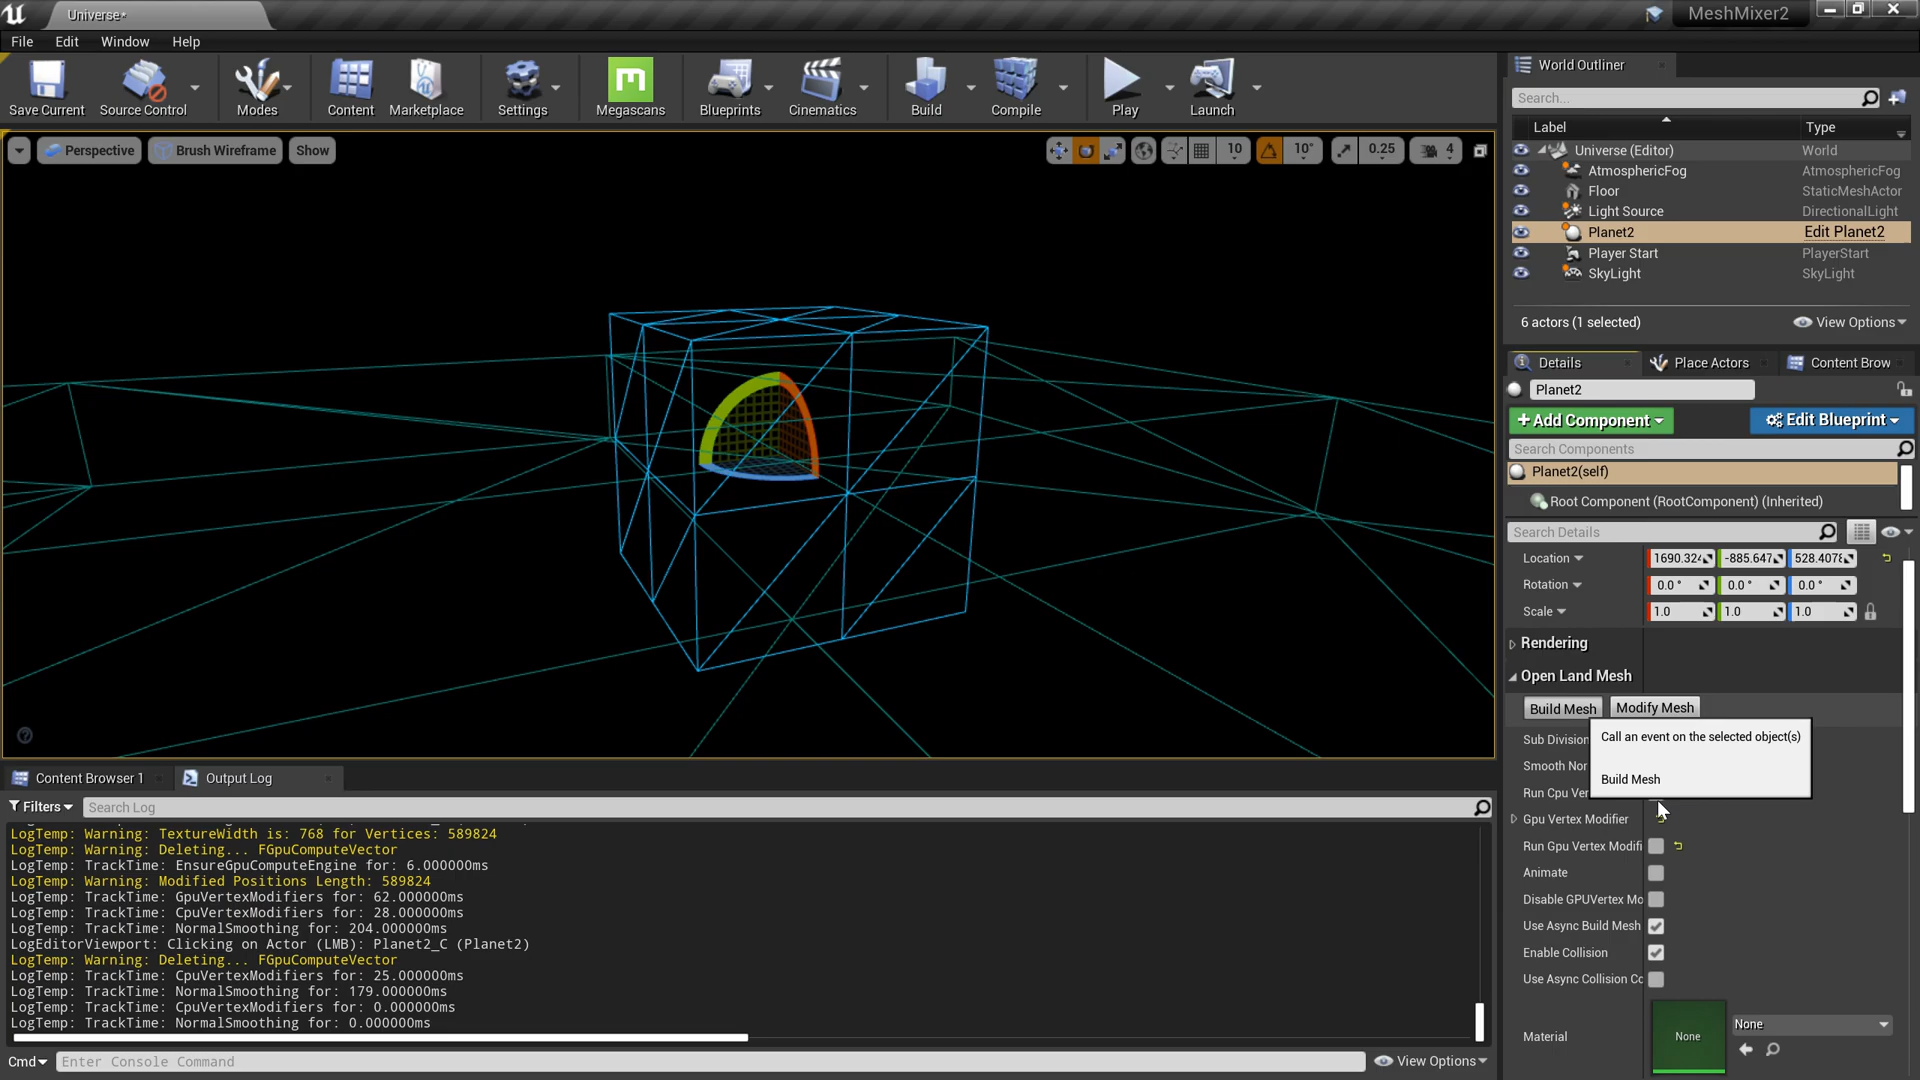 Universe*
MeshMixer2
File Edit Window Help
Save Current
Source Control
Modes
Content
Marketplace
Settings
Megascans
Blueprints
Cinematics
Build
Compile
Play
Launch
Perspective
Brush Wireframe
Show
10
10°
0.25
4
World Outliner
Search...
Label Type
Universe (Editor) World
AtmosphericFog AtmosphericFog
Floor StaticMeshActor
Light Source DirectionalLight
Planet2 Edit Planet2
Player Start PlayerStart
SkyLight SkyLight
6 actors (1 selected)
View Options
Details
Place Actors
Content Brow
Planet2
+Add Component
Edit Blueprint
Search Components
Planet2(self)
Root Component (RootComponent) (Inherited)
Search Details
Location 1690.324 -885.647 528.4078
Rotation 0.0 ° 0.0 ° 0.0 °
Scale 1.0 1.0 1.0
Rendering
Open Land Mesh
Build Mesh Modify Mesh
Call an event on the selected object(s)
Build Mesh
Sub Division
Smooth Nor
Run Cpu Ver
Gpu Vertex Modifier
Run Gpu Vertex Modifi
Animate
Disable GPUVertex Mo
Use Async Build Mesh
Enable Collision
Use Async Collision Co
Material None None
Content Browser 1
Output Log
Filters
Search Log
LogTemp: Warning: TextureWidth is: 768 for Vertices: 589824
LogTemp: Warning: Deleting... FGpuComputeVector
LogTemp: TrackTime: EnsureGpuComputeEngine for: 6.000000ms
LogTemp: Warning: Modified Positions Length: 589824
LogTemp: TrackTime: GpuVertexModifiers for: 62.000000ms
LogTemp: TrackTime: CpuVertexModifiers for: 28.000000ms
LogTemp: TrackTime: NormalSmoothing for: 204.000000ms
LogEditorViewport: Clicking on Actor (LMB): Planet2_C (Planet2)
LogTemp: Warning: Deleting... FGpuComputeVector
LogTemp: TrackTime: CpuVertexModifiers for: 25.000000ms
LogTemp: TrackTime: NormalSmoothing for: 179.000000ms
LogTemp: TrackTime: CpuVertexModifiers for: 0.000000ms
LogTemp: TrackTime: NormalSmoothing for: 0.000000ms
Cmd
Enter Console Command
View Options